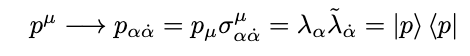 p^μ ⟶ p_{αα̇} = p_μ σ^μ_{αα̇} = λ_α λ̃_{α̇} = |p⟩ ⟨p|